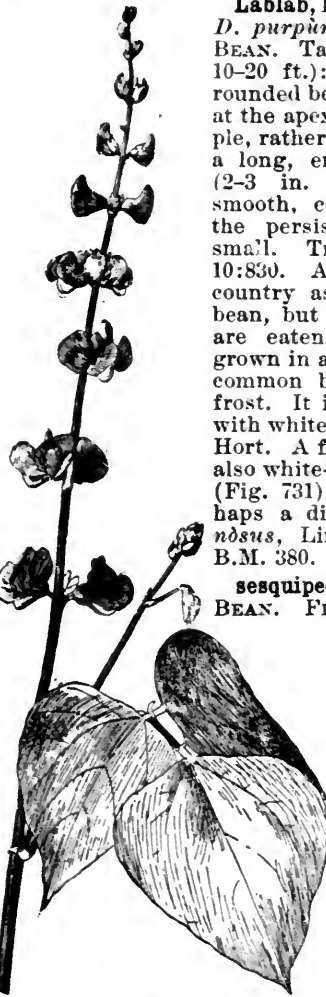 Lablab,
D. purpùr
BEAN. Ta
10–20 ft.):
rounded be
at the apex
ple, rather
a long, er
(2–3 in.
smooth, c
the persis
small. Tr
10:830. A
country as
bean, but
are eaten
grown in a
common b
frost. It i
with white
Hort. A f
also white-
(Fig. 731)
haps a di
nòsus, Lin
B.M. 380.
sesquipe
BEAN. F